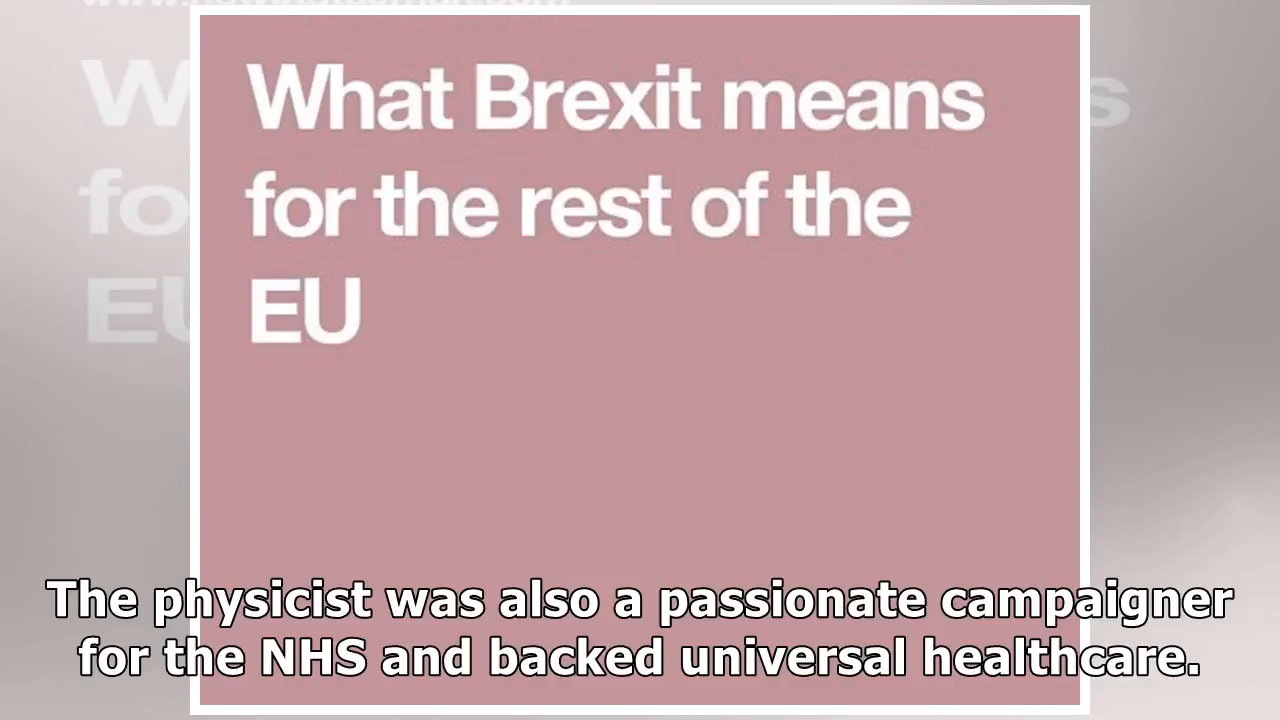 What Brexit means
for the rest of the
EU
The physicist was also a passionate campaigner
for the NHS and backed universal healthcare.